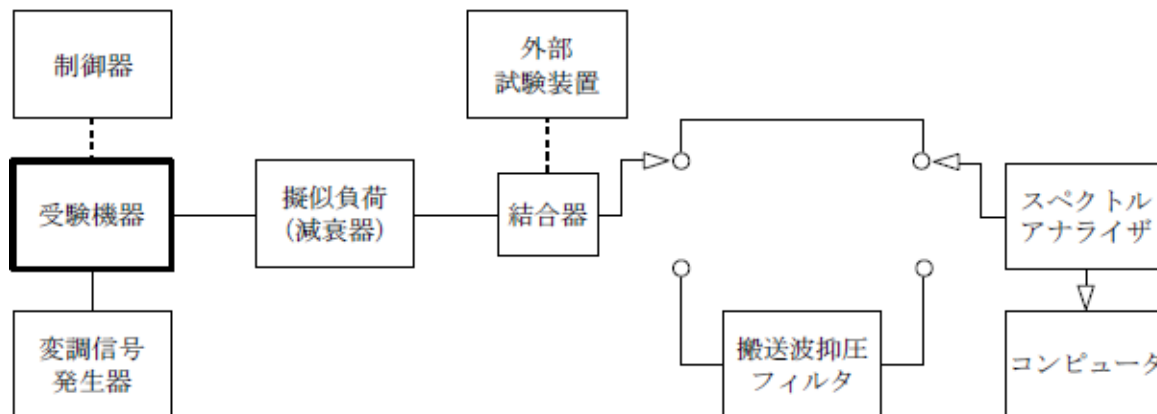 制御器
外部
試験装置
受験機器
擬似負荷
(減衰器)
結合器
スペクトル
アナライザ
変調信号
発生器
搬送波抑圧
フィルタ
コンピュータ